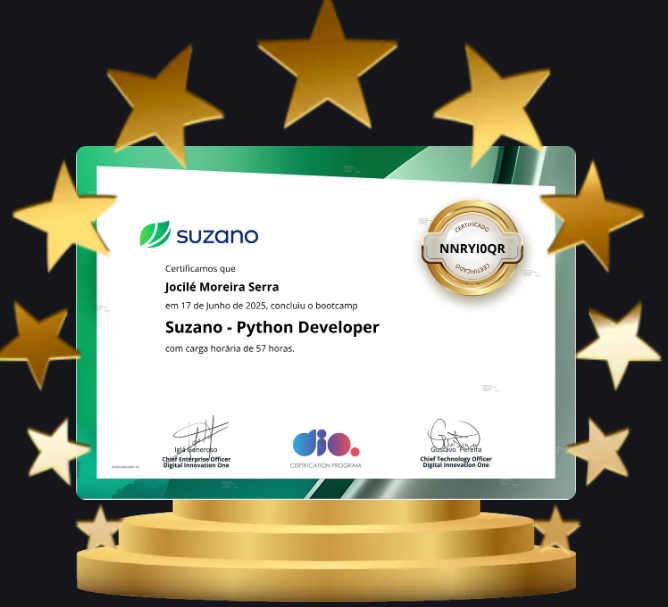 suzano
CERTIFICADO
NNRYI0QR
CERTIFICADO
Certificamos que
Jocilé Moreira Serra
em 17 de Junho de 2025, concluiu o bootcamp
Suzano - Python Developer
com carga horária de 57 horas.
Iglá Generoso
Chief Enterprise Officer
Digital Innovation One
dio.
CERTIFICATION PROGRAM
Gustavo Pereira
Chief Technology Officer
Digital Innovation One